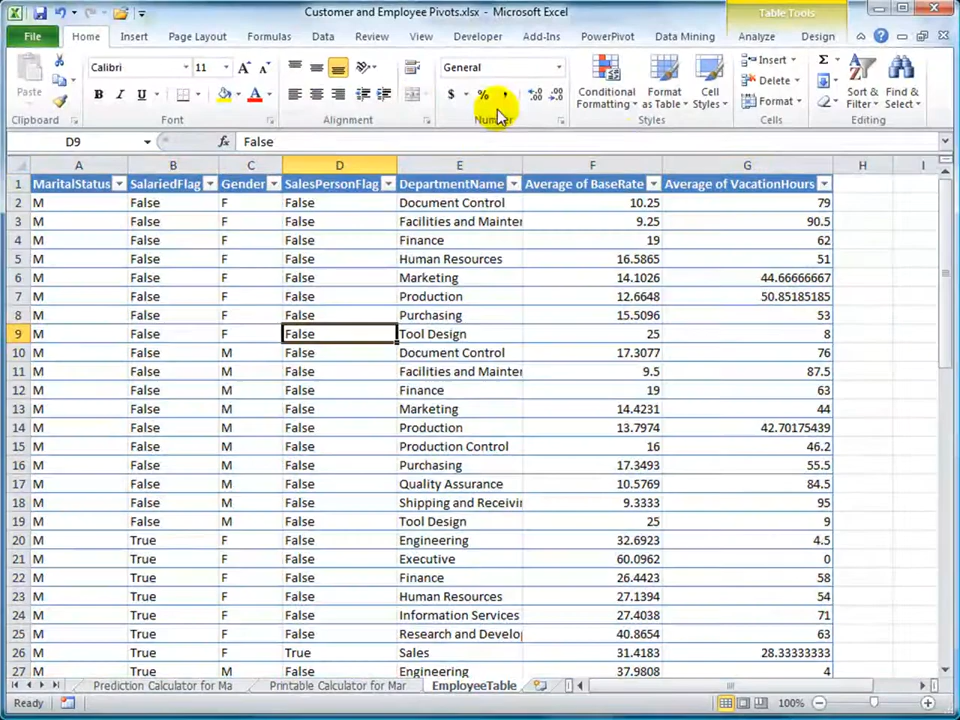 Customer and Employee Pivots.xlsx - Microsoft Excel
Table Tools
File Home Insert Page Layout Formulas Data Review View Developer Add-Ins PowerPivot Data Mining Analyze Design
Paste
Calibri 11
B I U
A A
General
$ % ,
Conditional Formatting
Format as Table
Cell Styles
Insert
Delete
Format
Sort & Filter
Find & Select
Clipboard Font Alignment Number Styles Cells Editing
D9 fx False
A B C D E F G H I
1 MaritalStatus SalariedFlag Gender SalesPersonFlag DepartmentName Average of BaseRate Average of VacationHours
2 M False F False Document Control 10.25 79
3 M False F False Facilities and Mainter 9.25 90.5
4 M False F False Finance 19 62
5 M False F False Human Resources 16.5865 51
6 M False F False Marketing 14.1026 44.66666667
7 M False F False Production 12.6648 50.85185185
8 M False F False Purchasing 15.5096 53
9 M False F False Tool Design 25 8
10 M False M False Document Control 17.3077 76
11 M False M False Facilities and Mainter 9.5 87.5
12 M False M False Finance 19 63
13 M False M False Marketing 14.4231 44
14 M False M False Production 13.7974 42.70175439
15 M False M False Production Control 16 46.2
16 M False M False Purchasing 17.3493 55.5
17 M False M False Quality Assurance 10.5769 84.5
18 M False M False Shipping and Receivin 9.3333 95
19 M False M False Tool Design 25 9
20 M True F False Engineering 32.6923 4.5
21 M True F False Executive 60.0962 0
22 M True F False Finance 26.4423 58
23 M True F False Human Resources 27.1394 54
24 M True F False Information Services 27.4038 71
25 M True F False Research and Develop 40.8654 63
26 M True F True Sales 31.4183 28.33333333
27 M True M False Engineering 37.9808 4
Prediction Calculator for Ma Printable Calculator for Mar EmployeeTable
Ready 100%